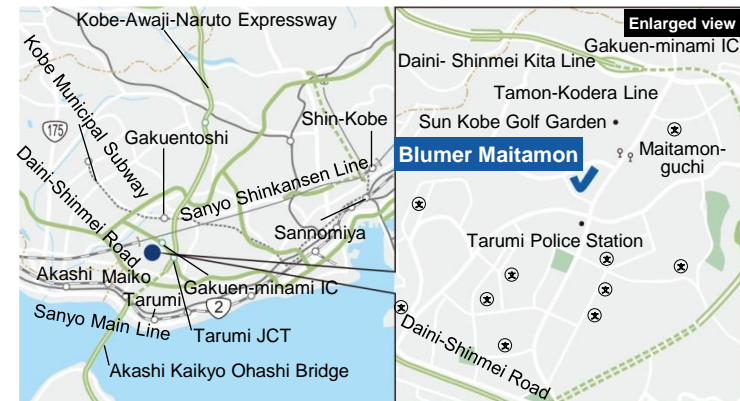 Kobe-Awaji-Naruto Expressway
Kobe Municipal Subway
175
Gakuentoshi
Shin-Kobe
Daini-Shinmei Road
Sanyo Shinkansen Line
Sannomiya
Akashi
Maiko
Gakuen-minami IC
Tarumi
2
Sanyo Main Line
Tarumi JCT
Akashi Kaikyo Ohashi Bridge
Enlarged view
Gakuen-minami IC
Daini- Shinmei Kita Line
Tamon-Kodera Line
Sun Kobe Golf Garden
Blumer Maitamon
Maitamon-
guchi
Tarumi Police Station
Daini-Shinmei Road